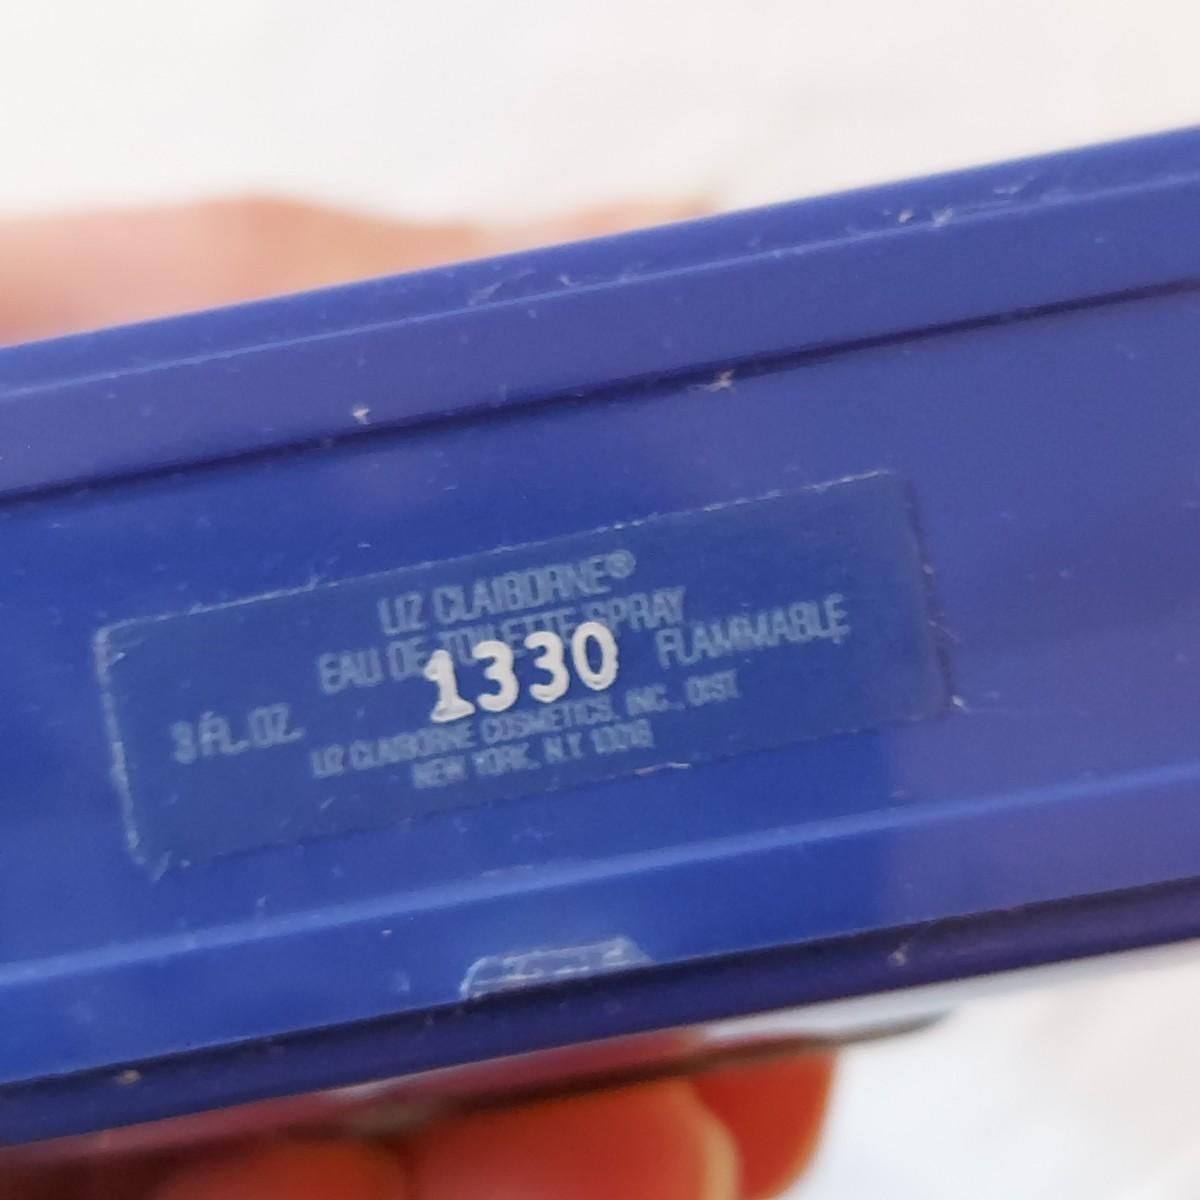 LIZ CLAIBORNE®
EAU DE TOILETTE SPRAY
1330
3 FL. OZ. FLAMMABLE
LIZ CLAIBORNE COSMETICS, INC., DIST.
NEW YORK, N.Y.